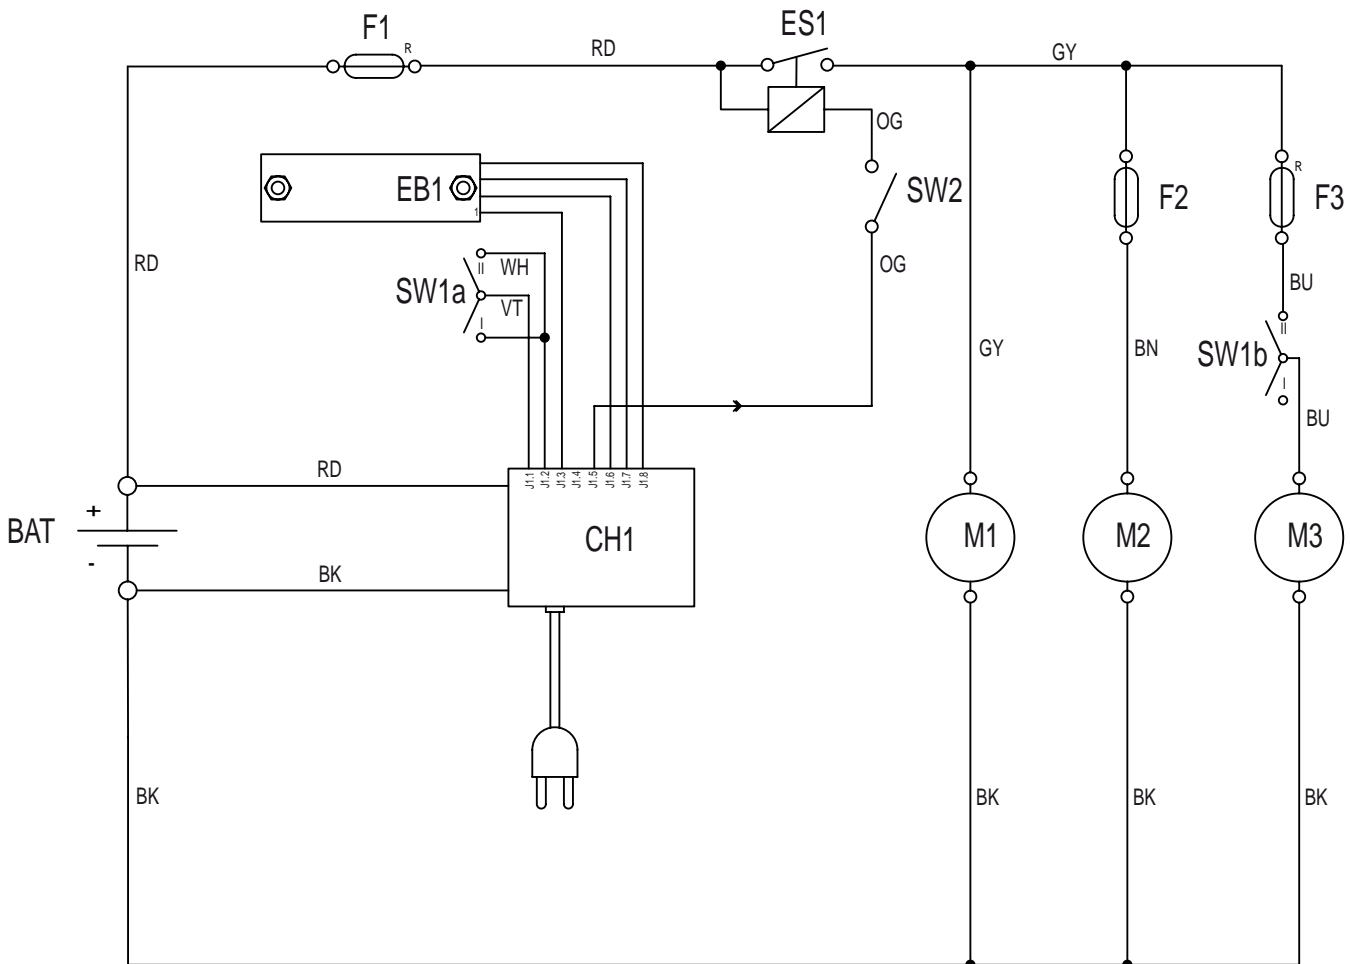 F1
R
RD
ES1
GY
OG
EB1
1
SW2
F2
R
F3
RD
II
WH
SW1a
VT
I
OG
BU
II
GY
BN
SW1b
I
BU
RD
J1.1
J1.2
J1.3
J1.4
J1.5
J1.6
J1.7
J1.8
BAT
+
-
CH1
M1
M2
M3
BK
BK
BK
BK
BK